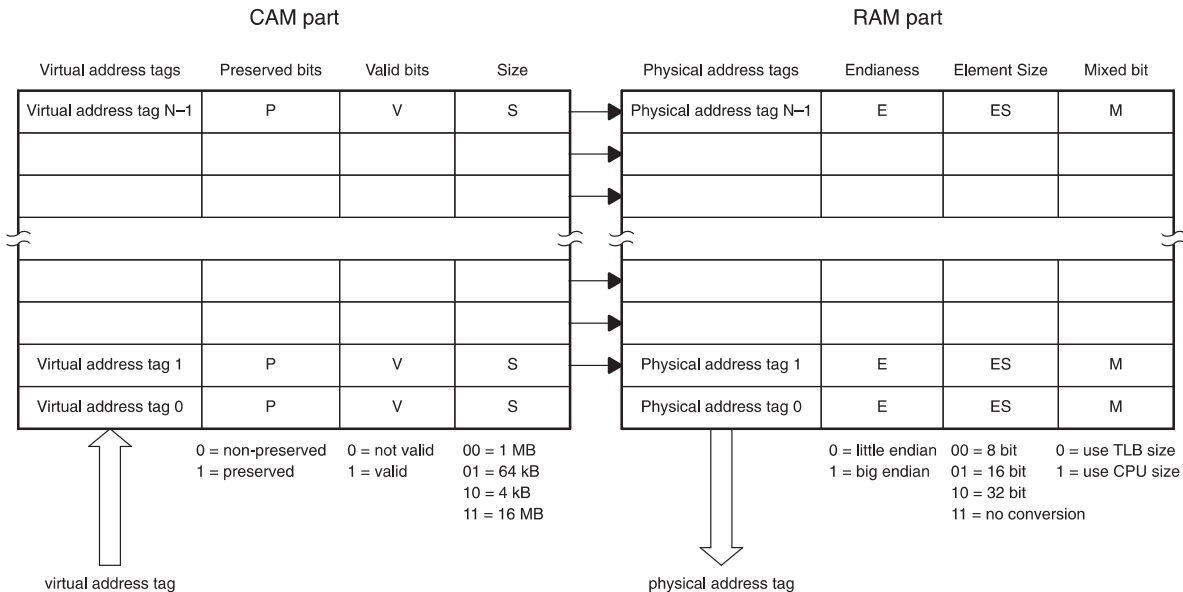 CAM part
RAM part
Virtual address tags Preserved bits Valid bits Size
Physical address tags Endianess Element Size Mixed bit
Virtual address tag N–1 P V S
Physical address tag N–1 E ES M
Virtual address tag 1 P V S
Physical address tag 1 E ES M
Virtual address tag 0 P V S
Physical address tag 0 E ES M
0 = non-preserved
1 = preserved
0 = not valid
1 = valid
00 = 1 MB
01 = 64 kB
10 = 4 kB
11 = 16 MB
0 = little endian
1 = big endian
00 = 8 bit
01 = 16 bit
10 = 32 bit
11 = no conversion
0 = use TLB size
1 = use CPU size
virtual address tag
physical address tag